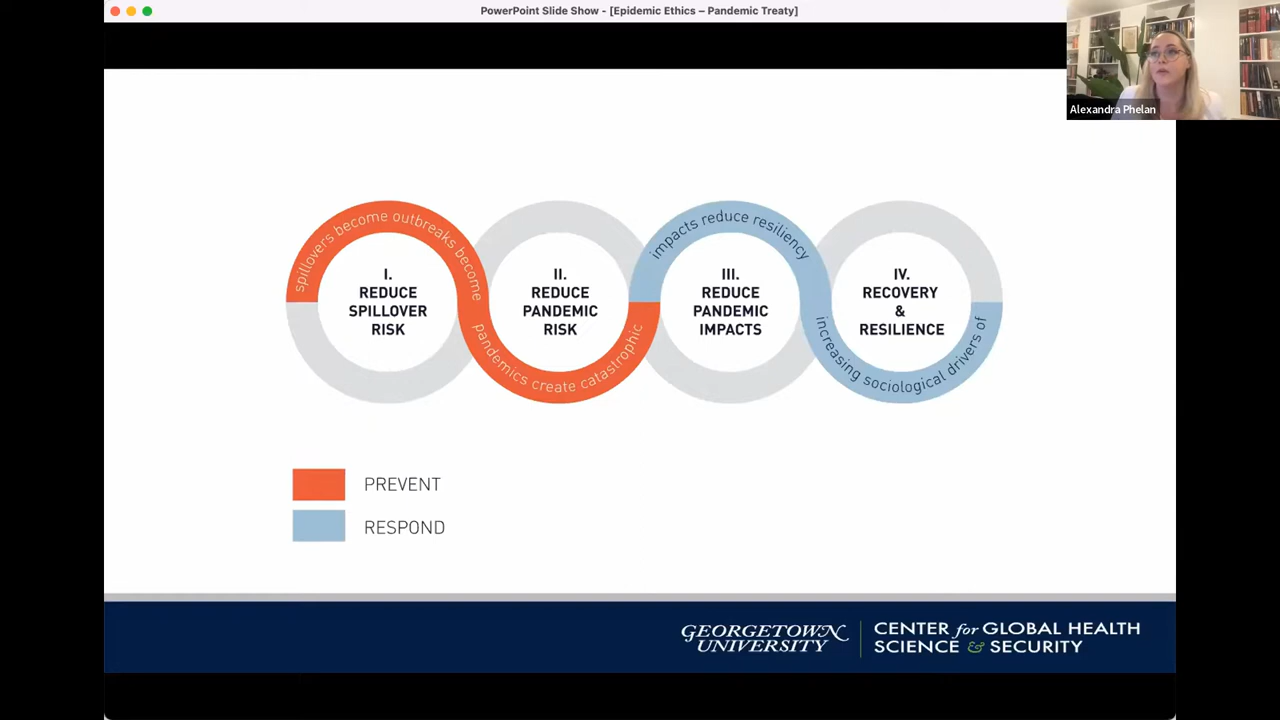 PowerPoint Slide Show - [Epidemic Ethics – Pandemic Treaty]
Alexandra Phelan
spillovers become outbreaks become
pandemics create catastrophic
impacts reduce resiliency
increasing sociological drivers of
I.
REDUCE
SPILLOVER
RISK
II.
REDUCE
PANDEMIC
RISK
III.
REDUCE
PANDEMIC
IMPACTS
IV.
RECOVERY
&
RESILIENCE
PREVENT
RESPOND
GEORGETOWN
UNIVERSITY
CENTER for GLOBAL HEALTH
SCIENCE & SECURITY